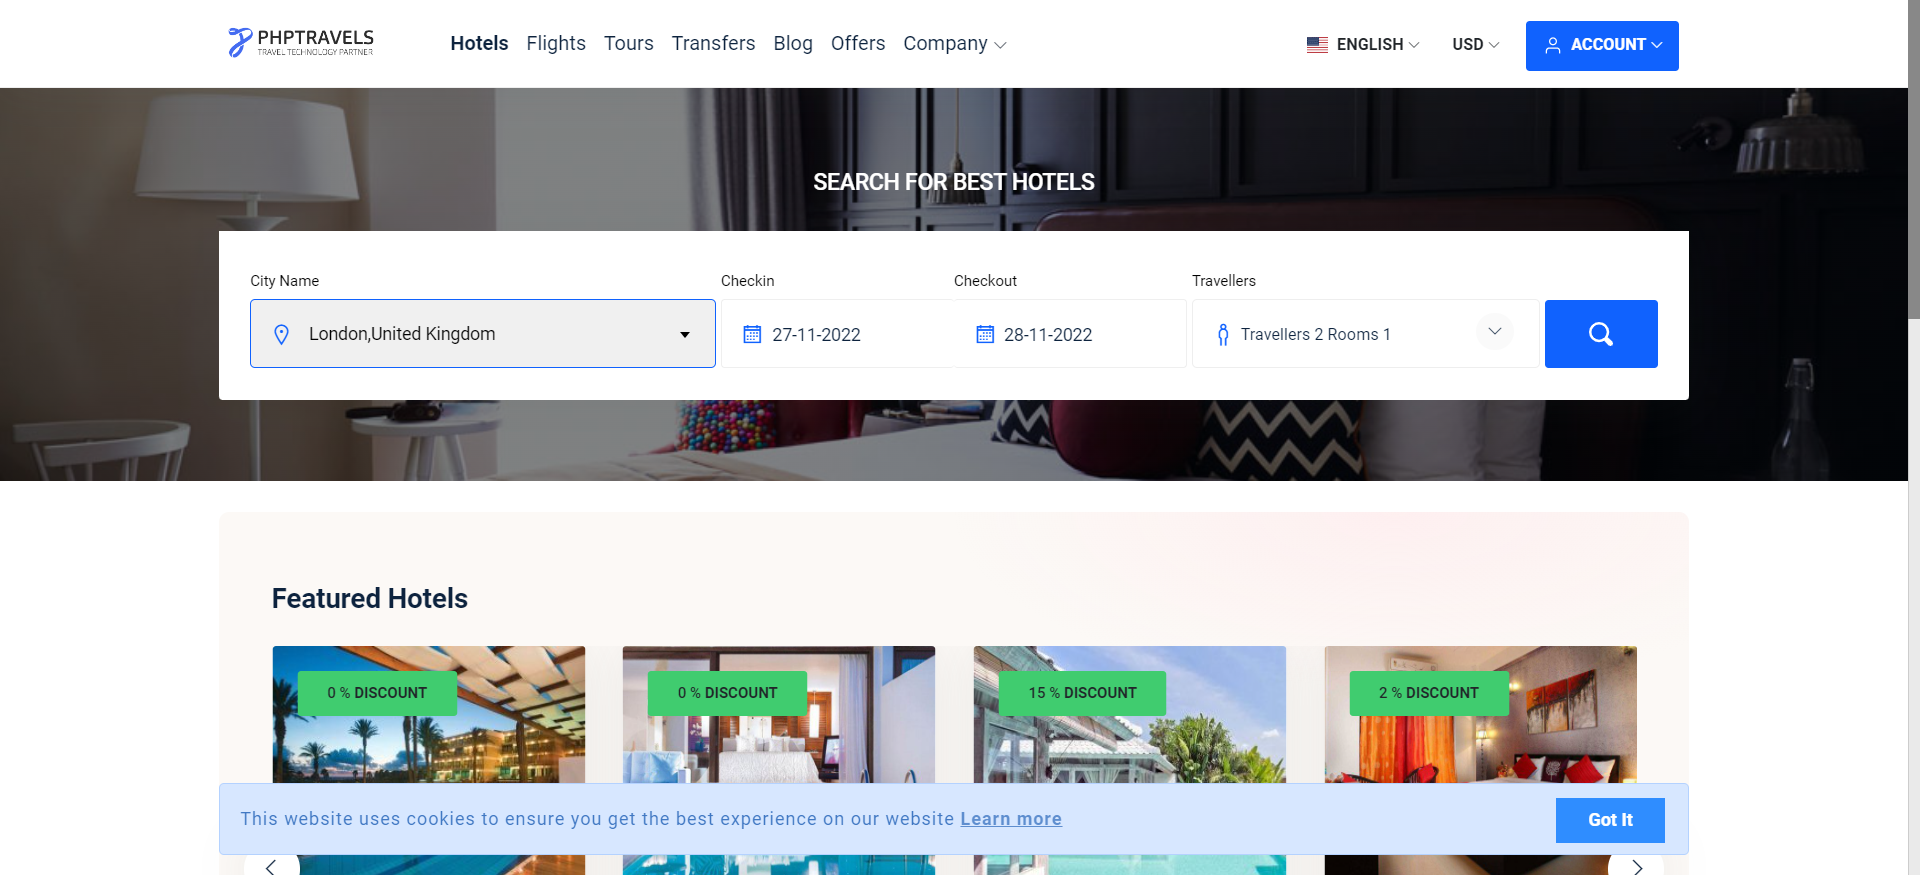 PHPTRAVELS
TRAVEL TECHNOLOGY PARTNER
Hotels Flights Tours Transfers Blog Offers Company
ENGLISH USD ACCOUNT
SEARCH FOR BEST HOTELS
City Name Checkin Checkout Travellers
London,United Kingdom 27-11-2022 28-11-2022 Travellers 2 Rooms 1
Featured Hotels
0 % DISCOUNT 0 % DISCOUNT 15 % DISCOUNT 2 % DISCOUNT
This website uses cookies to ensure you get the best experience on our website Learn more Got It